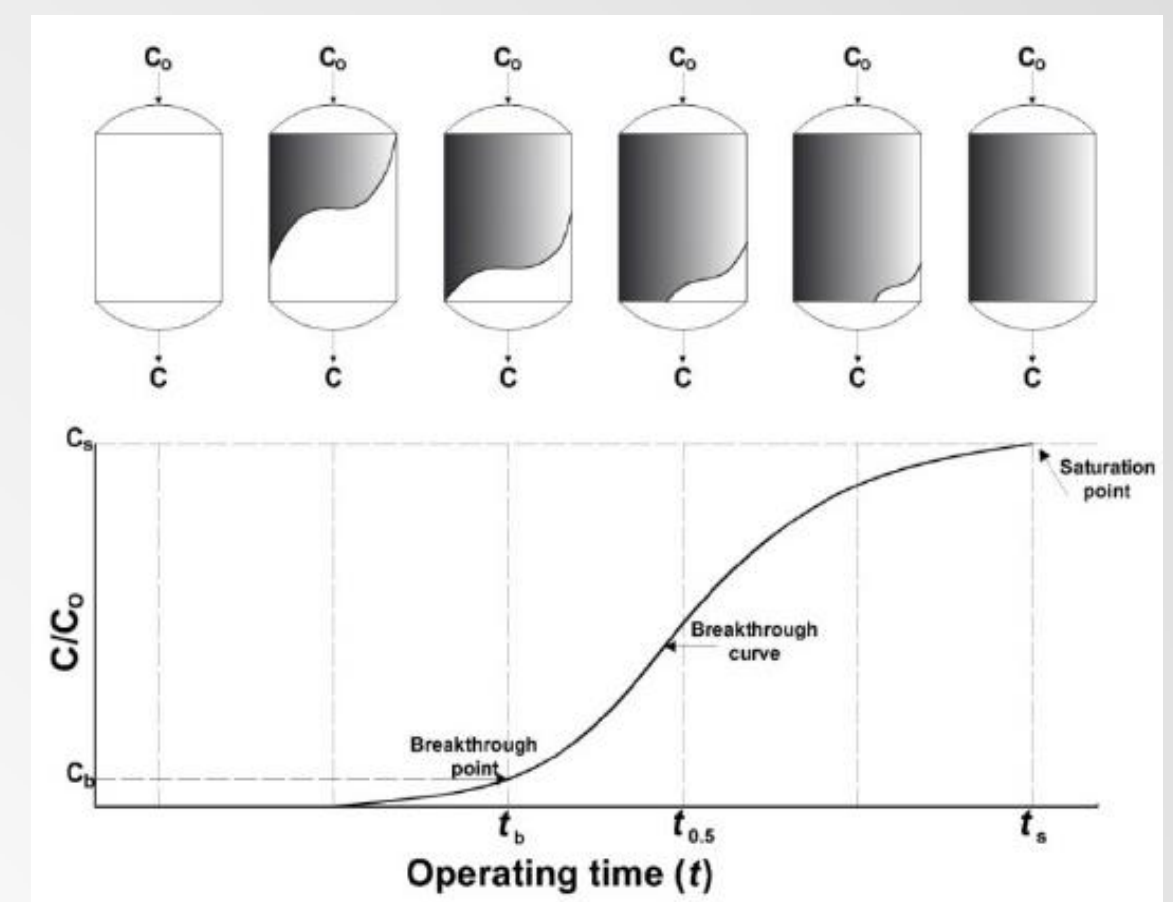 Co Co Co Co Co Co
C C C C C C
Cs
Saturation
point
C/Co
Breakthrough
curve
Breakthrough
point
Cb
tb t0.5 ts
Operating time (t)